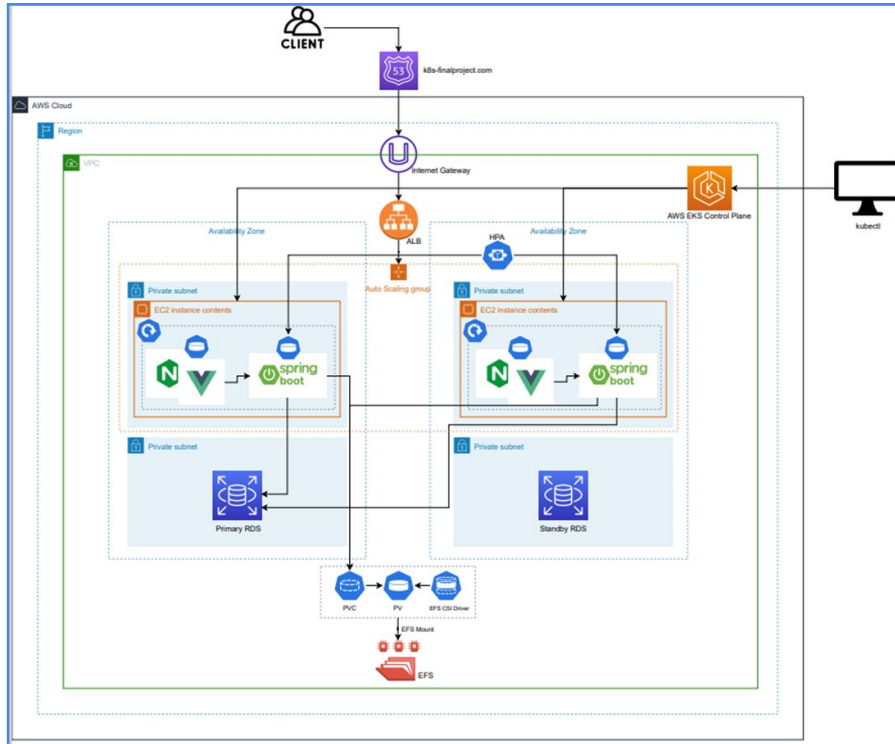 CLIENT
53
k8s-finalproject.com
AWS Cloud
Region
VPC
Internet Gateway
K
AWS EKS Control Plane
kubectl
ALB
Availability Zone
HPA
Availability Zone
Auto Scaling group
Private subnet
EC2 instance contents
N
spring
boot
Private subnet
EC2 instance contents
N
spring
boot
Private subnet
Primary RDS
Private subnet
Standby RDS
PVC
PV
EFS CSI Driver
EFS Mount
EFS